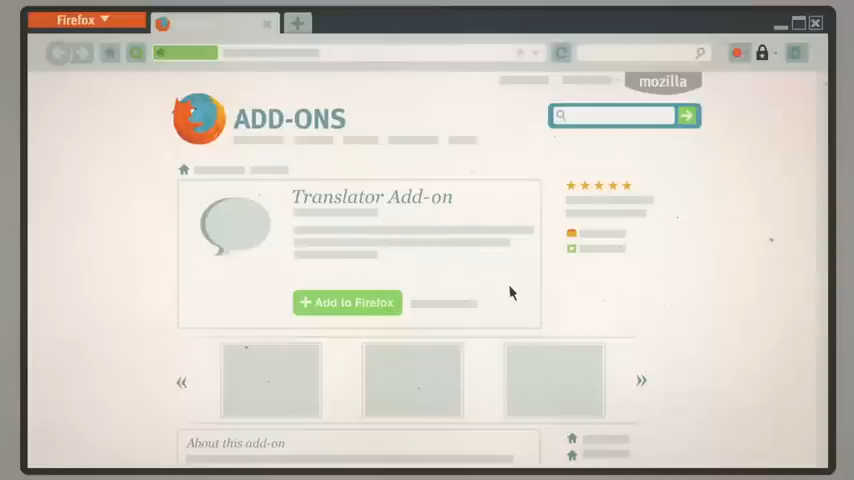 Firefox
mozilla
ADD-ONS
Translator Add-on
+ Add to Firefox
«
»
About this add-on